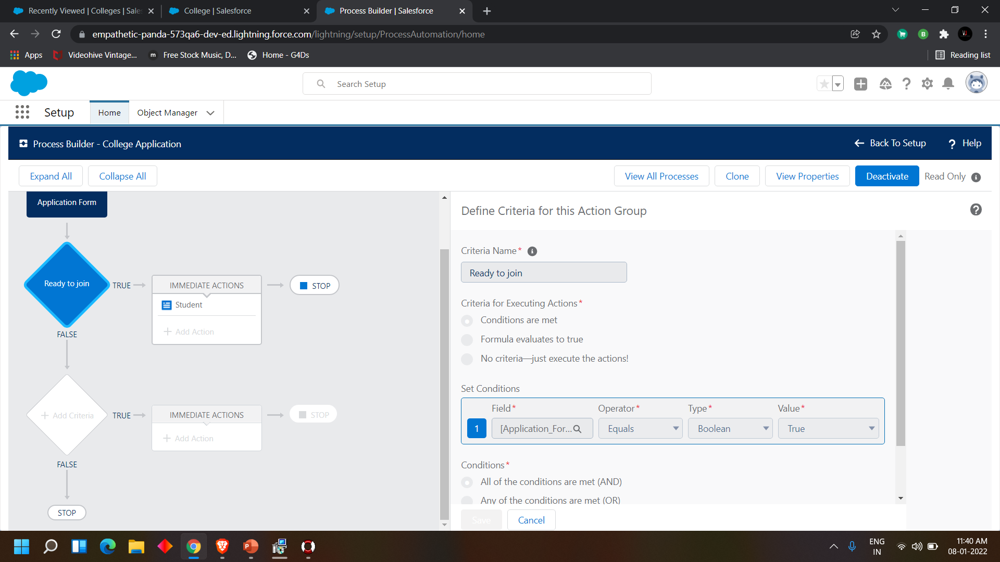 Recently Viewed | Colleges | Sales
College | Salesforce
Process Builder | Salesforce
empathetic-panda-573qa6-dev-ed.lightning.force.com/lightning/setup/ProcessAutomation/home
Apps
Videohive Vintage...
Free Stock Music, D...
Home - G4Ds
Reading list
Search Setup
Setup
Home
Object Manager
Process Builder - College Application
Back To Setup
? Help
Expand All
Collapse All
View All Processes
Clone
View Properties
Deactivate
Read Only
Application Form
Ready to join
TRUE
IMMEDIATE ACTIONS
STOP
Student
+ Add Action
FALSE
+ Add Criteria
TRUE
IMMEDIATE ACTIONS
STOP
+ Add Action
FALSE
STOP
Define Criteria for this Action Group
Criteria Name*
Ready to join
Criteria for Executing Actions*
Conditions are met
Formula evaluates to true
No criteria—just execute the actions!
Set Conditions
Field* Operator* Type* Value*
1 [Application_For... Equals Boolean True
Conditions*
All of the conditions are met (AND)
Any of the conditions are met (OR)
Save
Cancel
ENG
IN
11:40 AM
08-01-2022